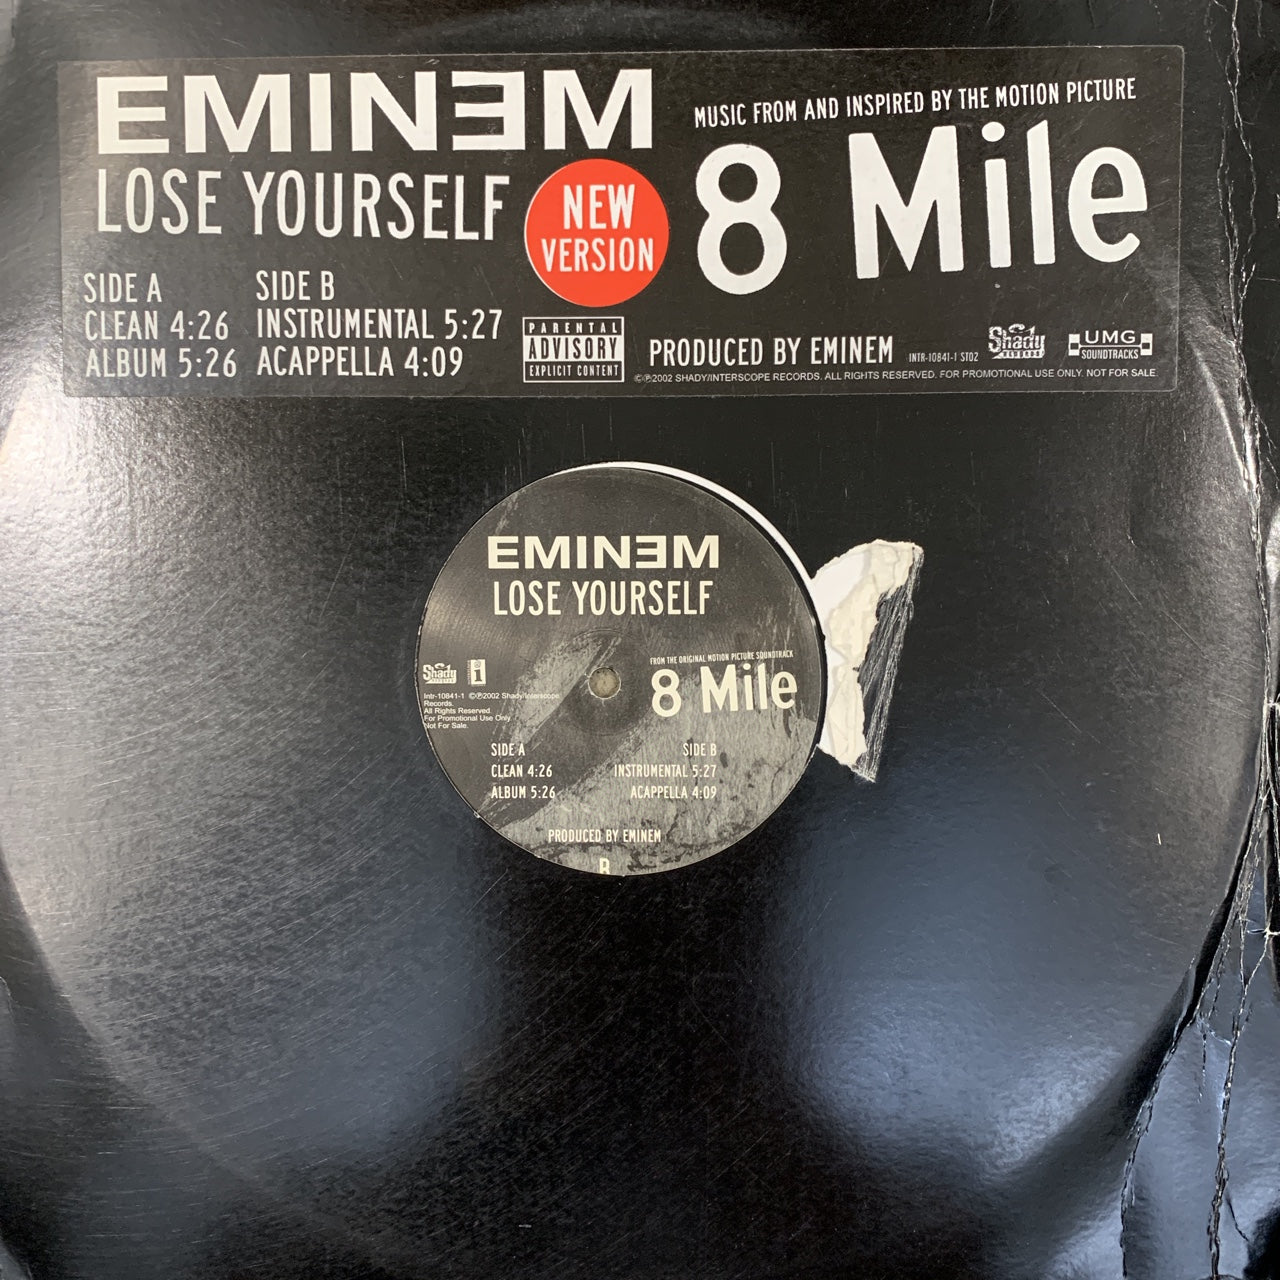 EMINƎM
LOSE YOURSELF
NEW
VERSION
MUSIC FROM AND INSPIRED BY THE MOTION PICTURE
8 Mile
SIDE A
CLEAN 4:26
ALBUM 5:26
SIDE B
INSTRUMENTAL 5:27
ACAPPELLA 4:09
PARENTAL
ADVISORY
EXPLICIT CONTENT
PRODUCED BY EMINEM
INTR-10841-1 ST02
Shady
RECORDS
UMG
SOUNDTRACKS
©℗2002 SHADY/INTERSCOPE RECORDS. ALL RIGHTS RESERVED. FOR PROMOTIONAL USE ONLY. NOT FOR SALE.
EMINƎM
LOSE YOURSELF
FROM THE ORIGINAL MOTION PICTURE SOUNDTRACK
8 Mile
Shady
RECORDS
i
Intr-10841-1 ©℗2002 Shady/Interscope
Records.
All Rights Reserved.
For Promotional Use Only.
Not For Sale.
SIDE A
CLEAN 4:26
ALBUM 5:26
SIDE B
INSTRUMENTAL 5:27
ACAPPELLA 4:09
PRODUCED BY EMINEM
B